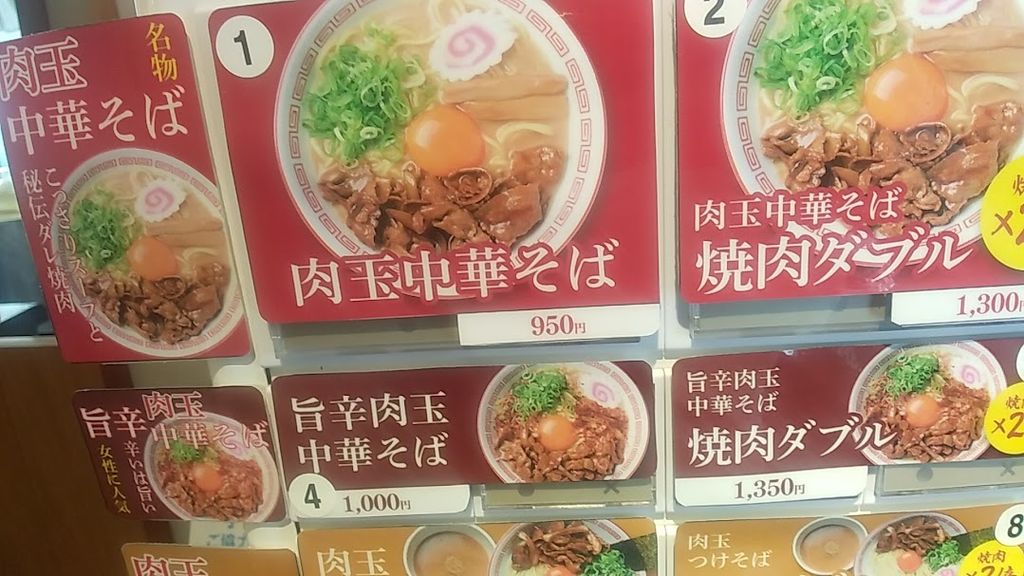 名物
肉玉
中華そば
こっさりスープと
秘伝ダレ焼肉
1
肉玉中華そば
950円
2
肉玉中華そば
焼肉ダブル
1,300円
肉玉
旨辛中華そば
辛いは旨い
女性に人気
旨辛肉玉
中華そば
4
1,000円
旨辛肉玉
中華そば
焼肉ダブル
×2
1,350円
肉玉
肉玉
肉玉
つけそば
8
焼肉